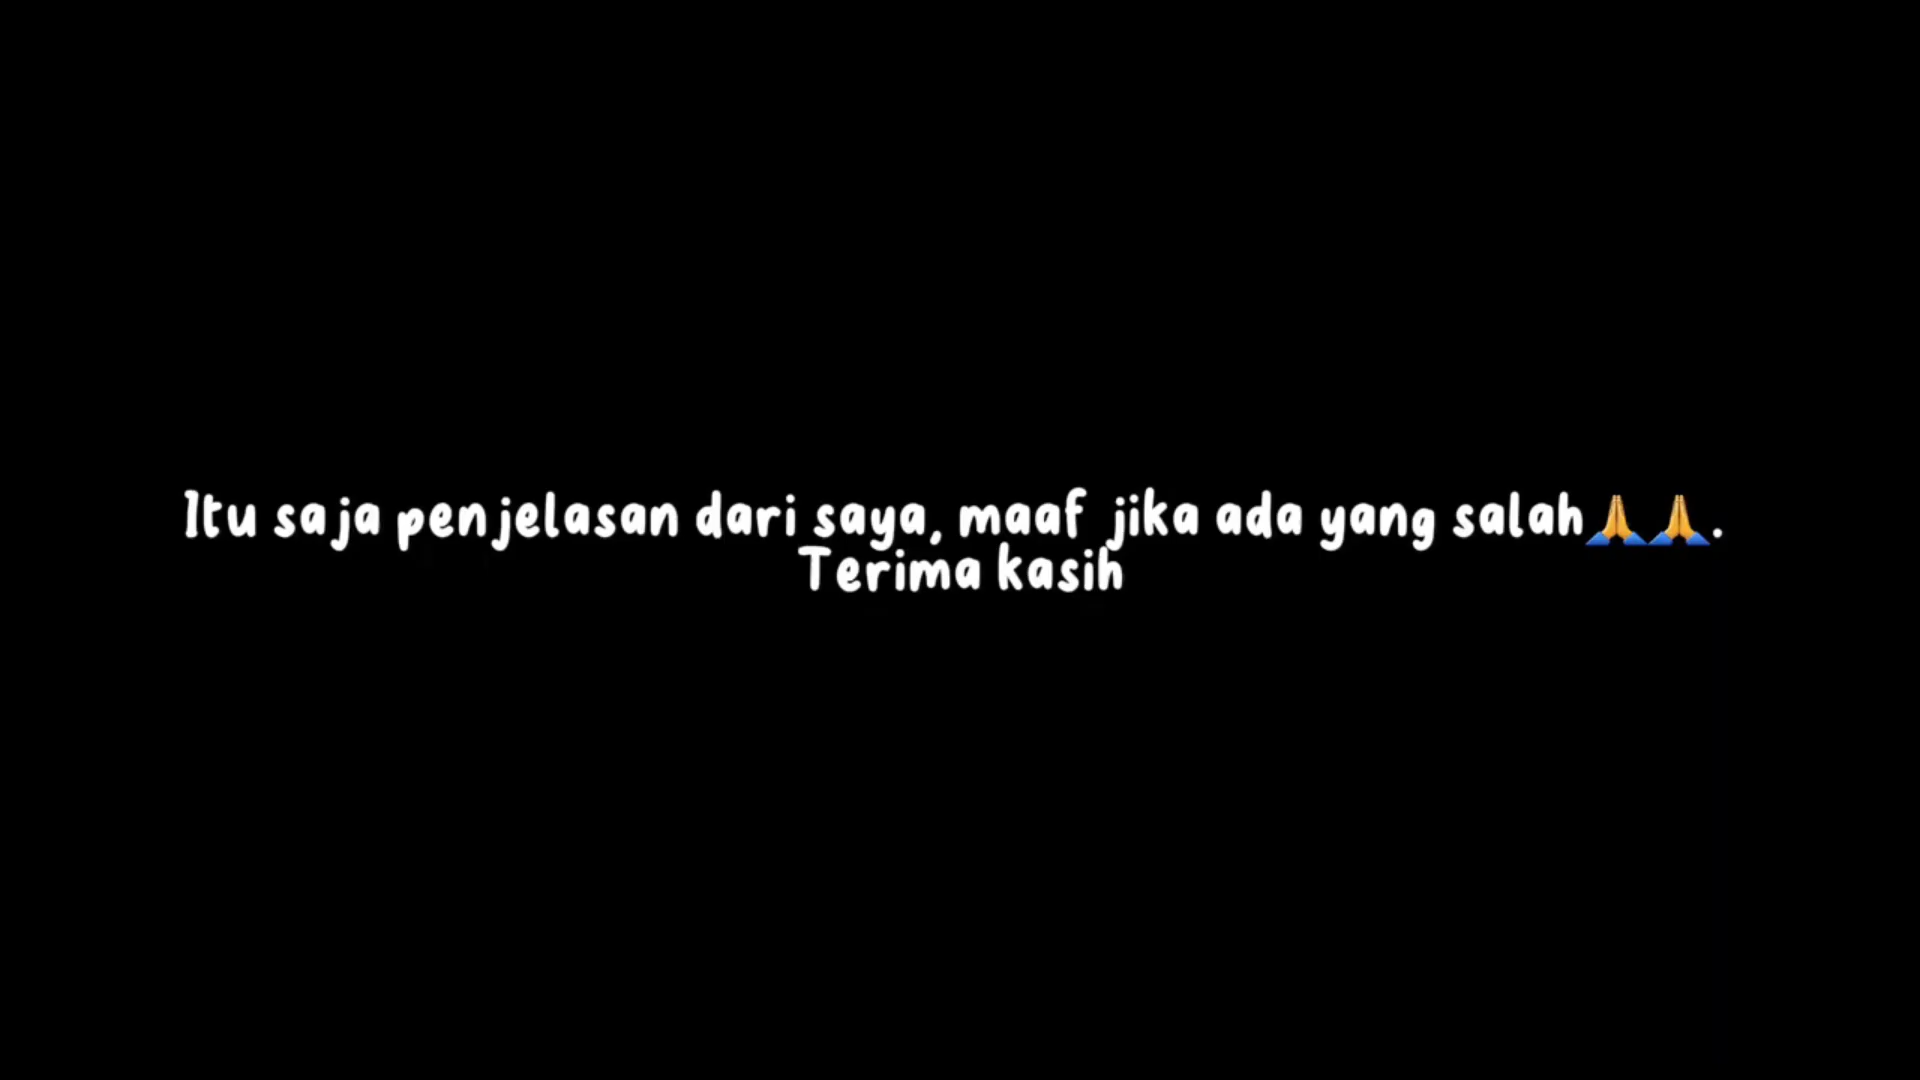 Itu saja penjelasan dari saya, maaf jika ada yang salah🙏🙏.
Terima kasih